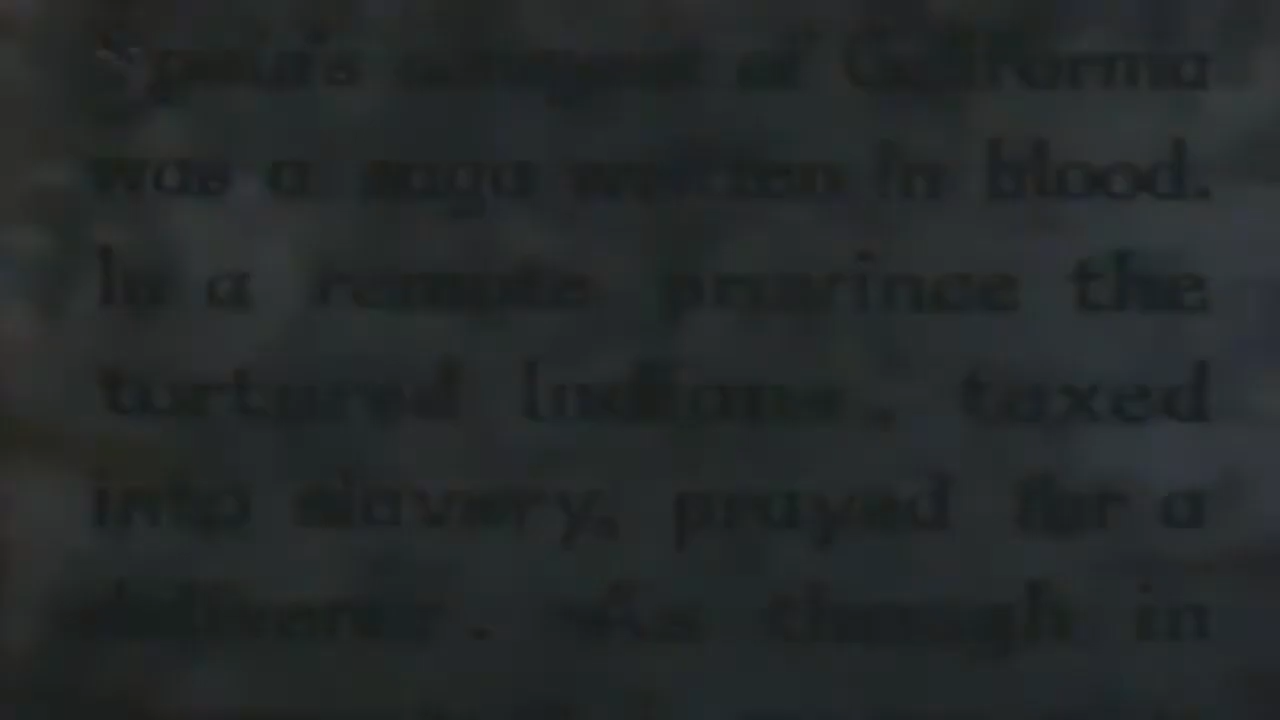 Spain's conquest of California
was a saga written in blood.
In a remote province the
tortured Indians, taxed
into slavery, prayed for a
deliverer. As though in